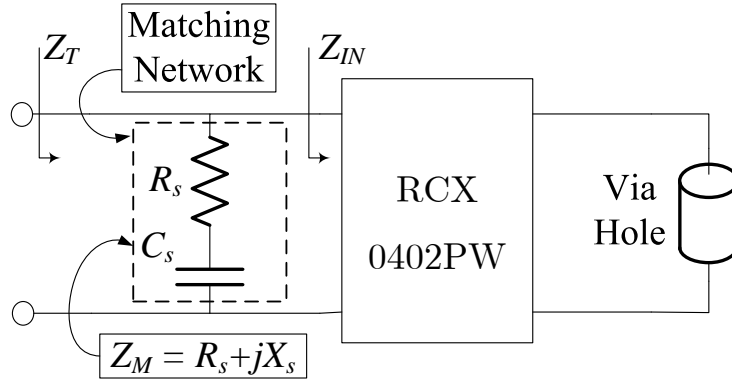 Z_T
Matching
Network
Z_IN
R_s
C_s
RCX
0402PW
Via
Hole
Z_M = R_s+jX_s